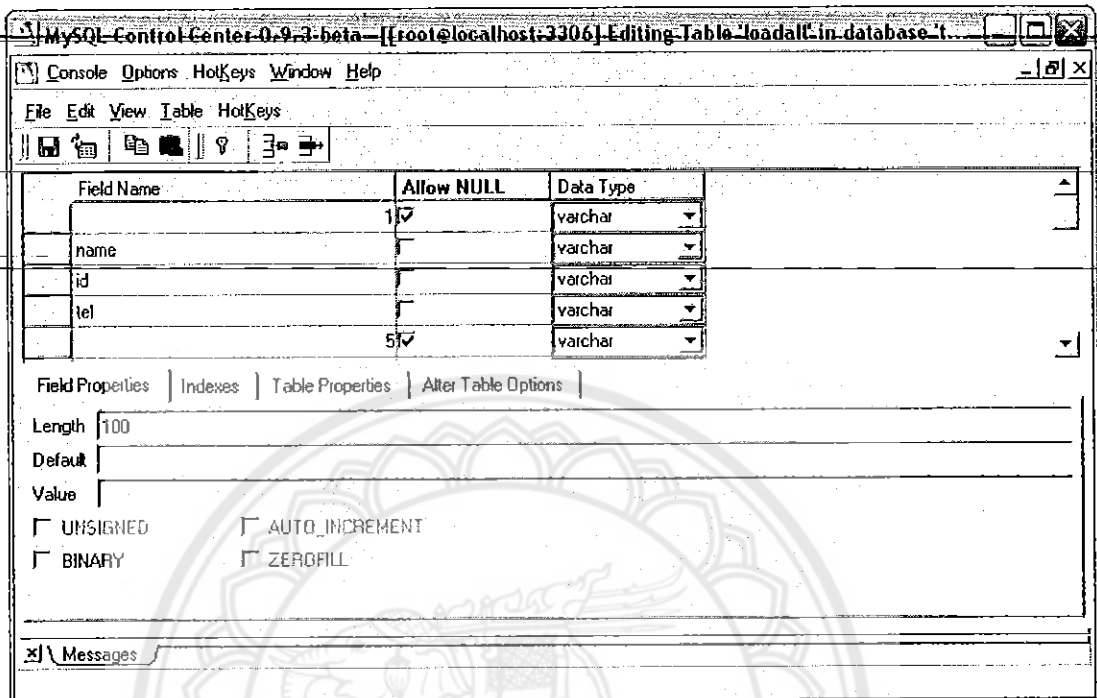 MySQL Control Center 0.9.3-beta - [[root@localhost:3306] Editing Table 'loadall' in database 't...
Console Options HotKeys Window Help
File Edit View Table HotKeys
Field Name Allow NULL Data Type
1 varchar
name varchar
id varchar
tel varchar
5 varchar
Field Properties Indexes Table Properties Alter Table Options
Length 100
Default
Value
UNSIGNED AUTO_INCREMENT
BINARY ZEROFILL
Messages